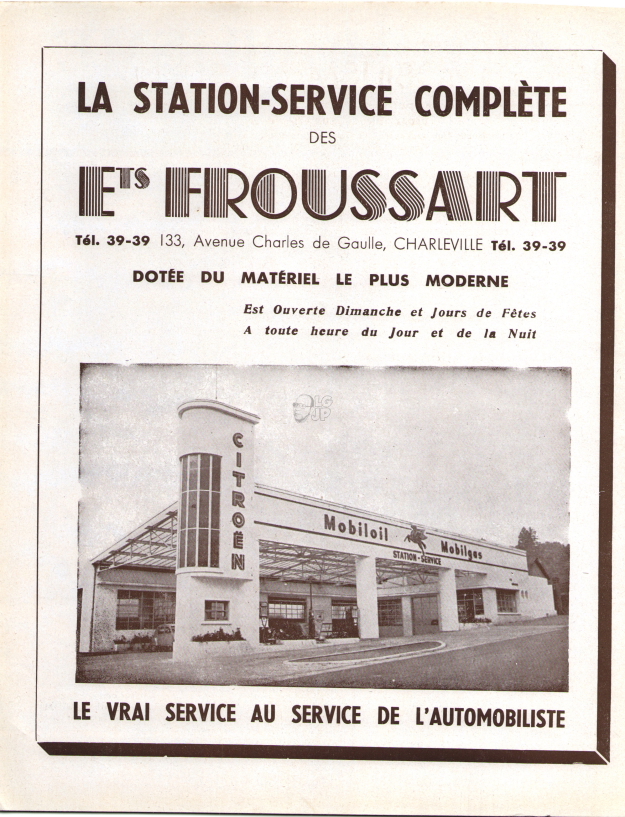 LA STATION-SERVICE COMPLÈTE
DES
ETS FROUSSART
Tél. 39-39 133, Avenue Charles de Gaulle, CHARLEVILLE Tél. 39-39
DOTÉE DU MATÉRIEL LE PLUS MODERNE
Est Ouverte Dimanche et Jours de Fêtes
A toute heure du Jour et de la Nuit
LG
JP
CITROËN
Mobiloil Mobilgas
STATION-SERVICE
LE VRAI SERVICE AU SERVICE DE L'AUTOMOBILISTE